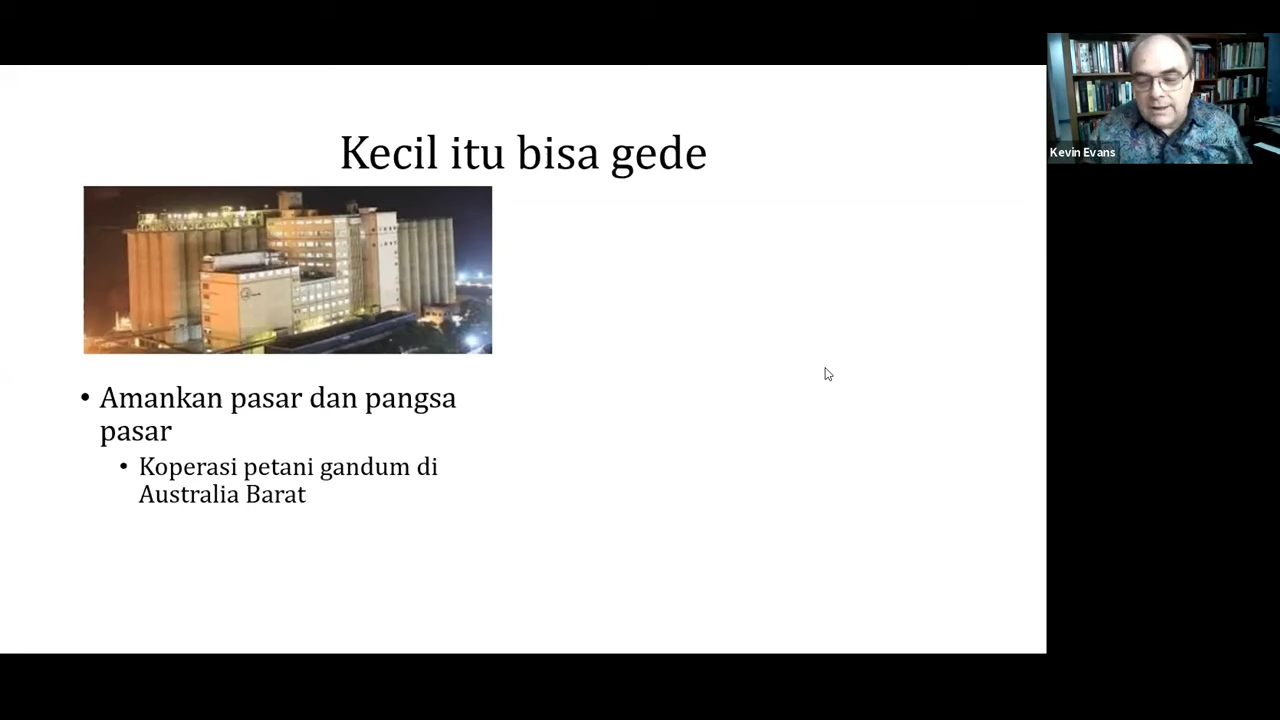 Kecil itu bisa gede
Kevin Evans
• Amankan pasar dan pangsa
pasar
• Koperasi petani gandum di
Australia Barat